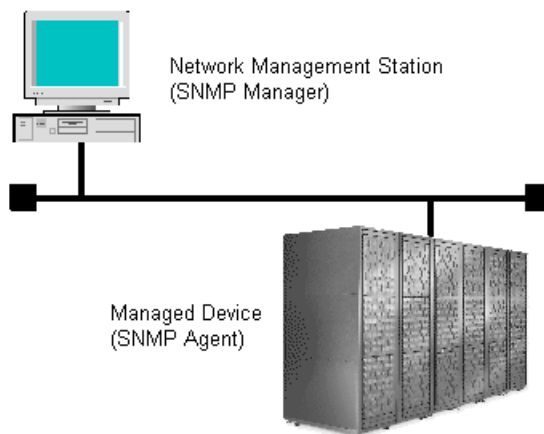 Network Management Station
(SNMP Manager)
Managed Device
(SNMP Agent)